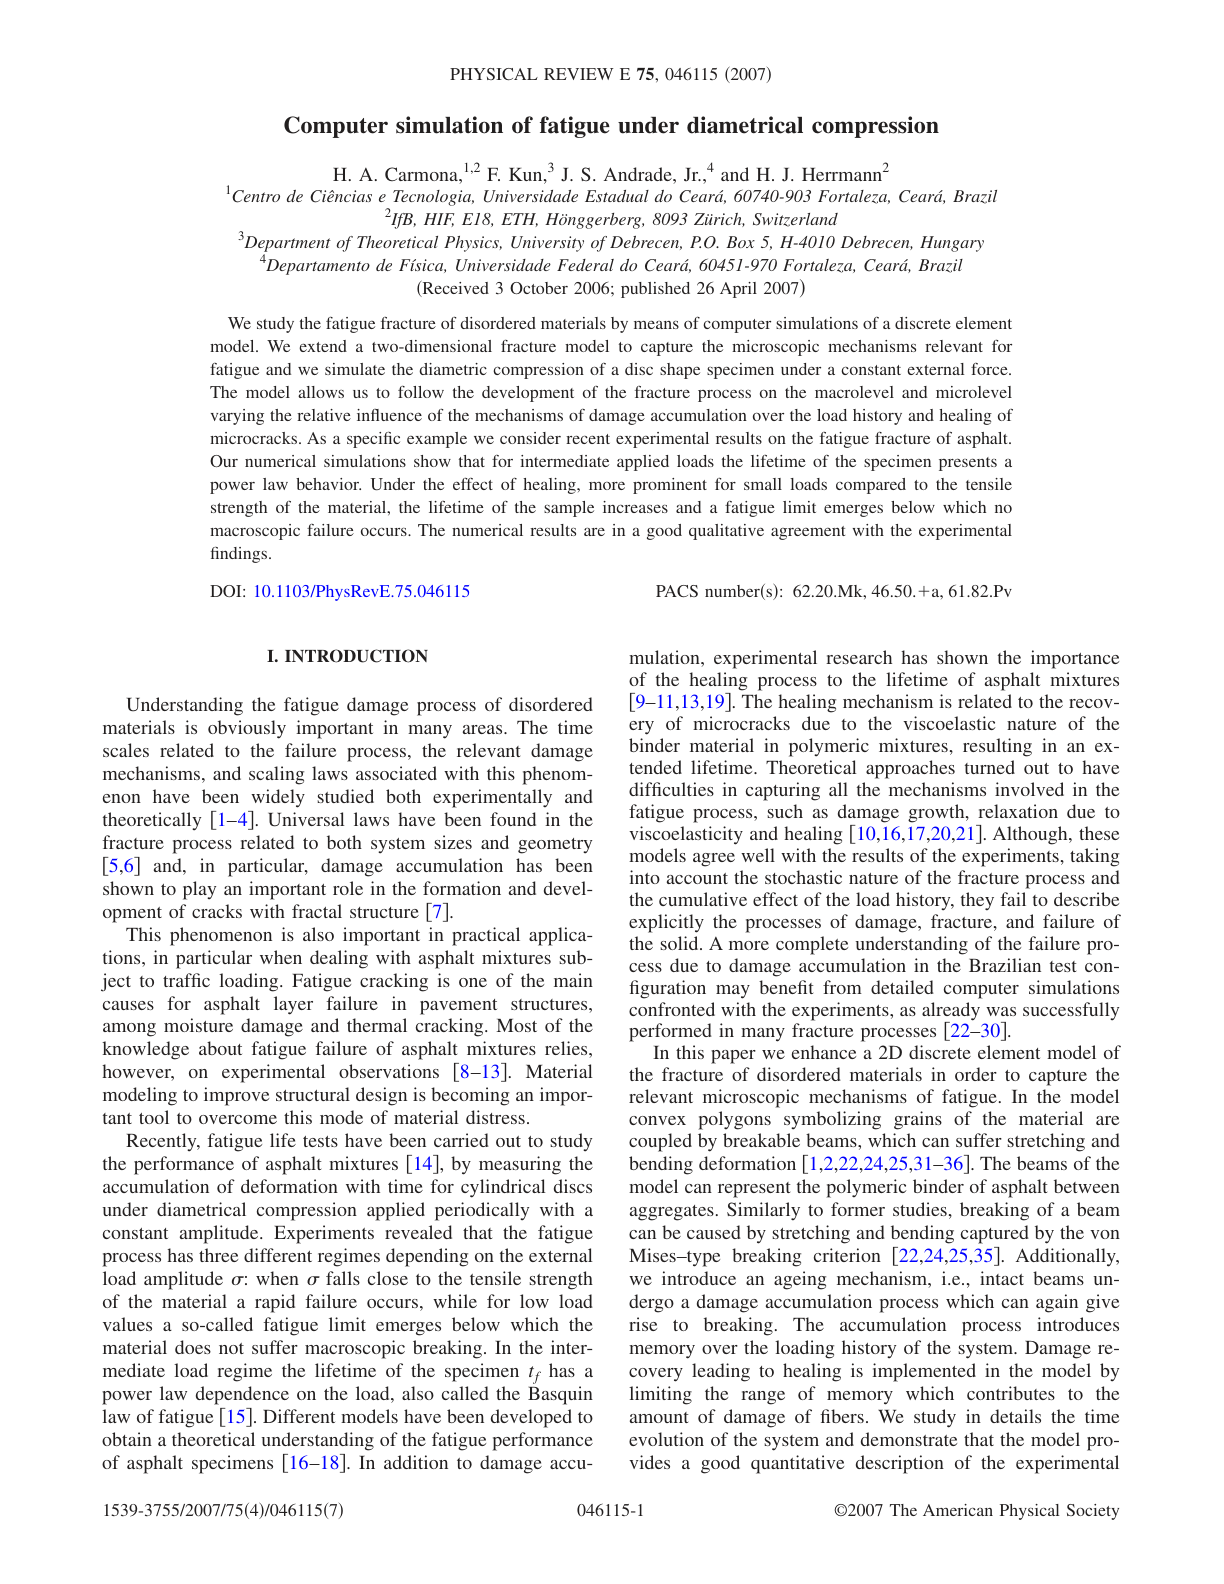 PHYSICAL REVIEW E 75, 046115 (2007)
Computer simulation of fatigue under diametrical compression
H. A. Carmona,1,2 F. Kun,3 J. S. Andrade, Jr.,4 and H. J. Herrmann2
1Centro de Ciências e Tecnologia, Universidade Estadual do Ceará, 60740-903 Fortaleza, Ceará, Brazil
2IfB, HIF, E18, ETH, Hönggerberg, 8093 Zürich, Switzerland
3Department of Theoretical Physics, University of Debrecen, P.O. Box 5, H-4010 Debrecen, Hungary
4Departamento de Física, Universidade Federal do Ceará, 60451-970 Fortaleza, Ceará, Brazil
(Received 3 October 2006; published 26 April 2007)
We study the fatigue fracture of disordered materials by means of computer simulations of a discrete element
model. We extend a two-dimensional fracture model to capture the microscopic mechanisms relevant for
fatigue and we simulate the diametric compression of a disc shape specimen under a constant external force.
The model allows us to follow the development of the fracture process on the macrolevel and microlevel
varying the relative influence of the mechanisms of damage accumulation over the load history and healing of
microcracks. As a specific example we consider recent experimental results on the fatigue fracture of asphalt.
Our numerical simulations show that for intermediate applied loads the lifetime of the specimen presents a
power law behavior. Under the effect of healing, more prominent for small loads compared to the tensile
strength of the material, the lifetime of the sample increases and a fatigue limit emerges below which no
macroscopic failure occurs. The numerical results are in a good qualitative agreement with the experimental
findings.
DOI: 10.1103/PhysRevE.75.046115 PACS number(s): 62.20.Mk, 46.50.+a, 61.82.Pv
I. INTRODUCTION
Understanding the fatigue damage process of disordered
materials is obviously important in many areas. The time
scales related to the failure process, the relevant damage
mechanisms, and scaling laws associated with this phenom-
enon have been widely studied both experimentally and
theoretically [1–4]. Universal laws have been found in the
fracture process related to both system sizes and geometry
[5,6] and, in particular, damage accumulation has been
shown to play an important role in the formation and devel-
opment of cracks with fractal structure [7].
This phenomenon is also important in practical applica-
tions, in particular when dealing with asphalt mixtures sub-
ject to traffic loading. Fatigue cracking is one of the main
causes for asphalt layer failure in pavement structures,
among moisture damage and thermal cracking. Most of the
knowledge about fatigue failure of asphalt mixtures relies,
however, on experimental observations [8–13]. Material
modeling to improve structural design is becoming an impor-
tant tool to overcome this mode of material distress.
Recently, fatigue life tests have been carried out to study
the performance of asphalt mixtures [14], by measuring the
accumulation of deformation with time for cylindrical discs
under diametrical compression applied periodically with a
constant amplitude. Experiments revealed that the fatigue
process has three different regimes depending on the external
load amplitude σ: when σ falls close to the tensile strength
of the material a rapid failure occurs, while for low load
values a so-called fatigue limit emerges below which the
material does not suffer macroscopic breaking. In the inter-
mediate load regime the lifetime of the specimen tf has a
power law dependence on the load, also called the Basquin
law of fatigue [15]. Different models have been developed to
obtain a theoretical understanding of the fatigue performance
of asphalt specimens [16–18]. In addition to damage accu-
mulation, experimental research has shown the importance
of the healing process to the lifetime of asphalt mixtures
[9–11,13,19]. The healing mechanism is related to the recov-
ery of microcracks due to the viscoelastic nature of the
binder material in polymeric mixtures, resulting in an ex-
tended lifetime. Theoretical approaches turned out to have
difficulties in capturing all the mechanisms involved in the
fatigue process, such as damage growth, relaxation due to
viscoelasticity and healing [10,16,17,20,21]. Although, these
models agree well with the results of the experiments, taking
into account the stochastic nature of the fracture process and
the cumulative effect of the load history, they fail to describe
explicitly the processes of damage, fracture, and failure of
the solid. A more complete understanding of the failure pro-
cess due to damage accumulation in the Brazilian test con-
figuration may benefit from detailed computer simulations
confronted with the experiments, as already was successfully
performed in many fracture processes [22–30].
In this paper we enhance a 2D discrete element model of
the fracture of disordered materials in order to capture the
relevant microscopic mechanisms of fatigue. In the model
convex polygons symbolizing grains of the material are
coupled by breakable beams, which can suffer stretching and
bending deformation [1,2,22,24,25,31–36]. The beams of the
model can represent the polymeric binder of asphalt between
aggregates. Similarly to former studies, breaking of a beam
can be caused by stretching and bending captured by the von
Mises–type breaking criterion [22,24,25,35]. Additionally,
we introduce an ageing mechanism, i.e., intact beams un-
dergo a damage accumulation process which can again give
rise to breaking. The accumulation process introduces
memory over the loading history of the system. Damage re-
covery leading to healing is implemented in the model by
limiting the range of memory which contributes to the
amount of damage of fibers. We study in details the time
evolution of the system and demonstrate that the model pro-
vides a good quantitative description of the experimental
1539-3755/2007/75(4)/046115(7) 046115-1 ©2007 The American Physical Society